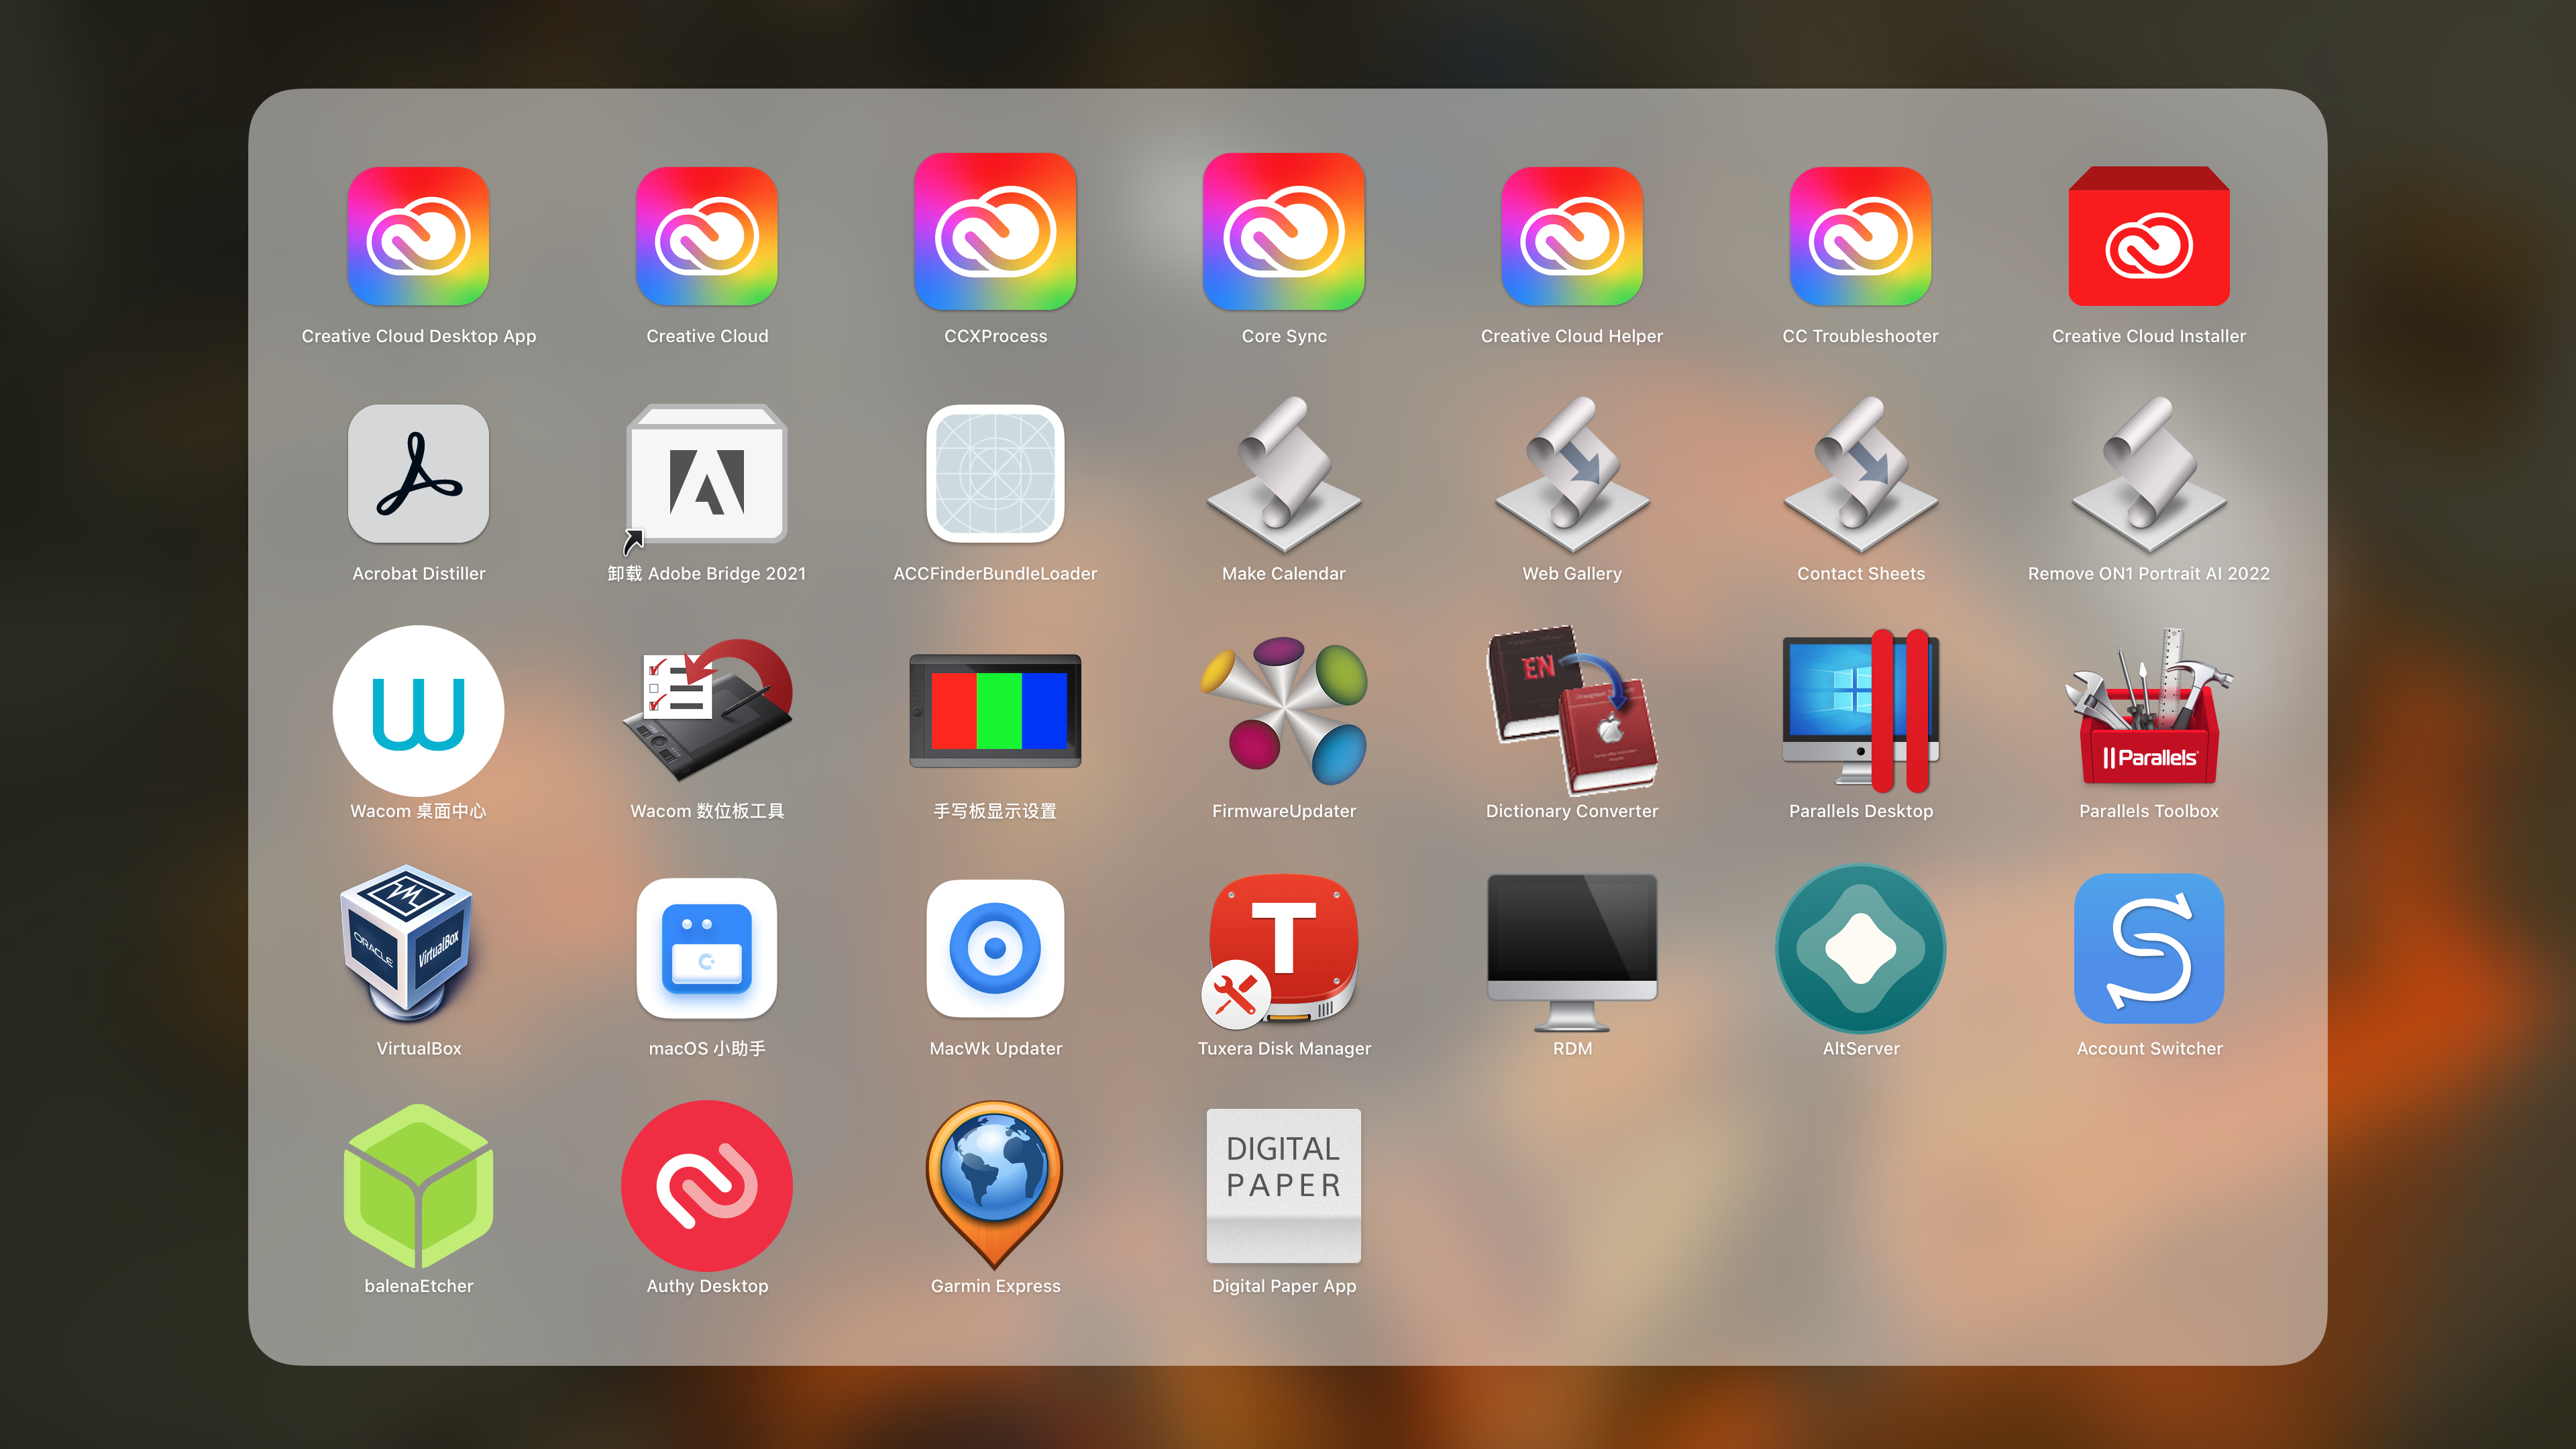 Creative Cloud Desktop App
Creative Cloud
CCXProcess
Core Sync
Creative Cloud Helper
CC Troubleshooter
Creative Cloud Installer
Acrobat Distiller
卸载 Adobe Bridge 2021
ACCFinderBundleLoader
Make Calendar
Web Gallery
Contact Sheets
Remove ON1 Portrait AI 2022
EN
Parallels
Wacom 桌面中心
Wacom 数位板工具
手写板显示设置
FirmwareUpdater
Dictionary Converter
Parallels Desktop
Parallels Toolbox
ORACLE
VirtualBox
T
VirtualBox
macOS 小助手
MacWk Updater
Tuxera Disk Manager
RDM
AltServer
Account Switcher
DIGITAL
PAPER
balenaEtcher
Authy Desktop
Garmin Express
Digital Paper App